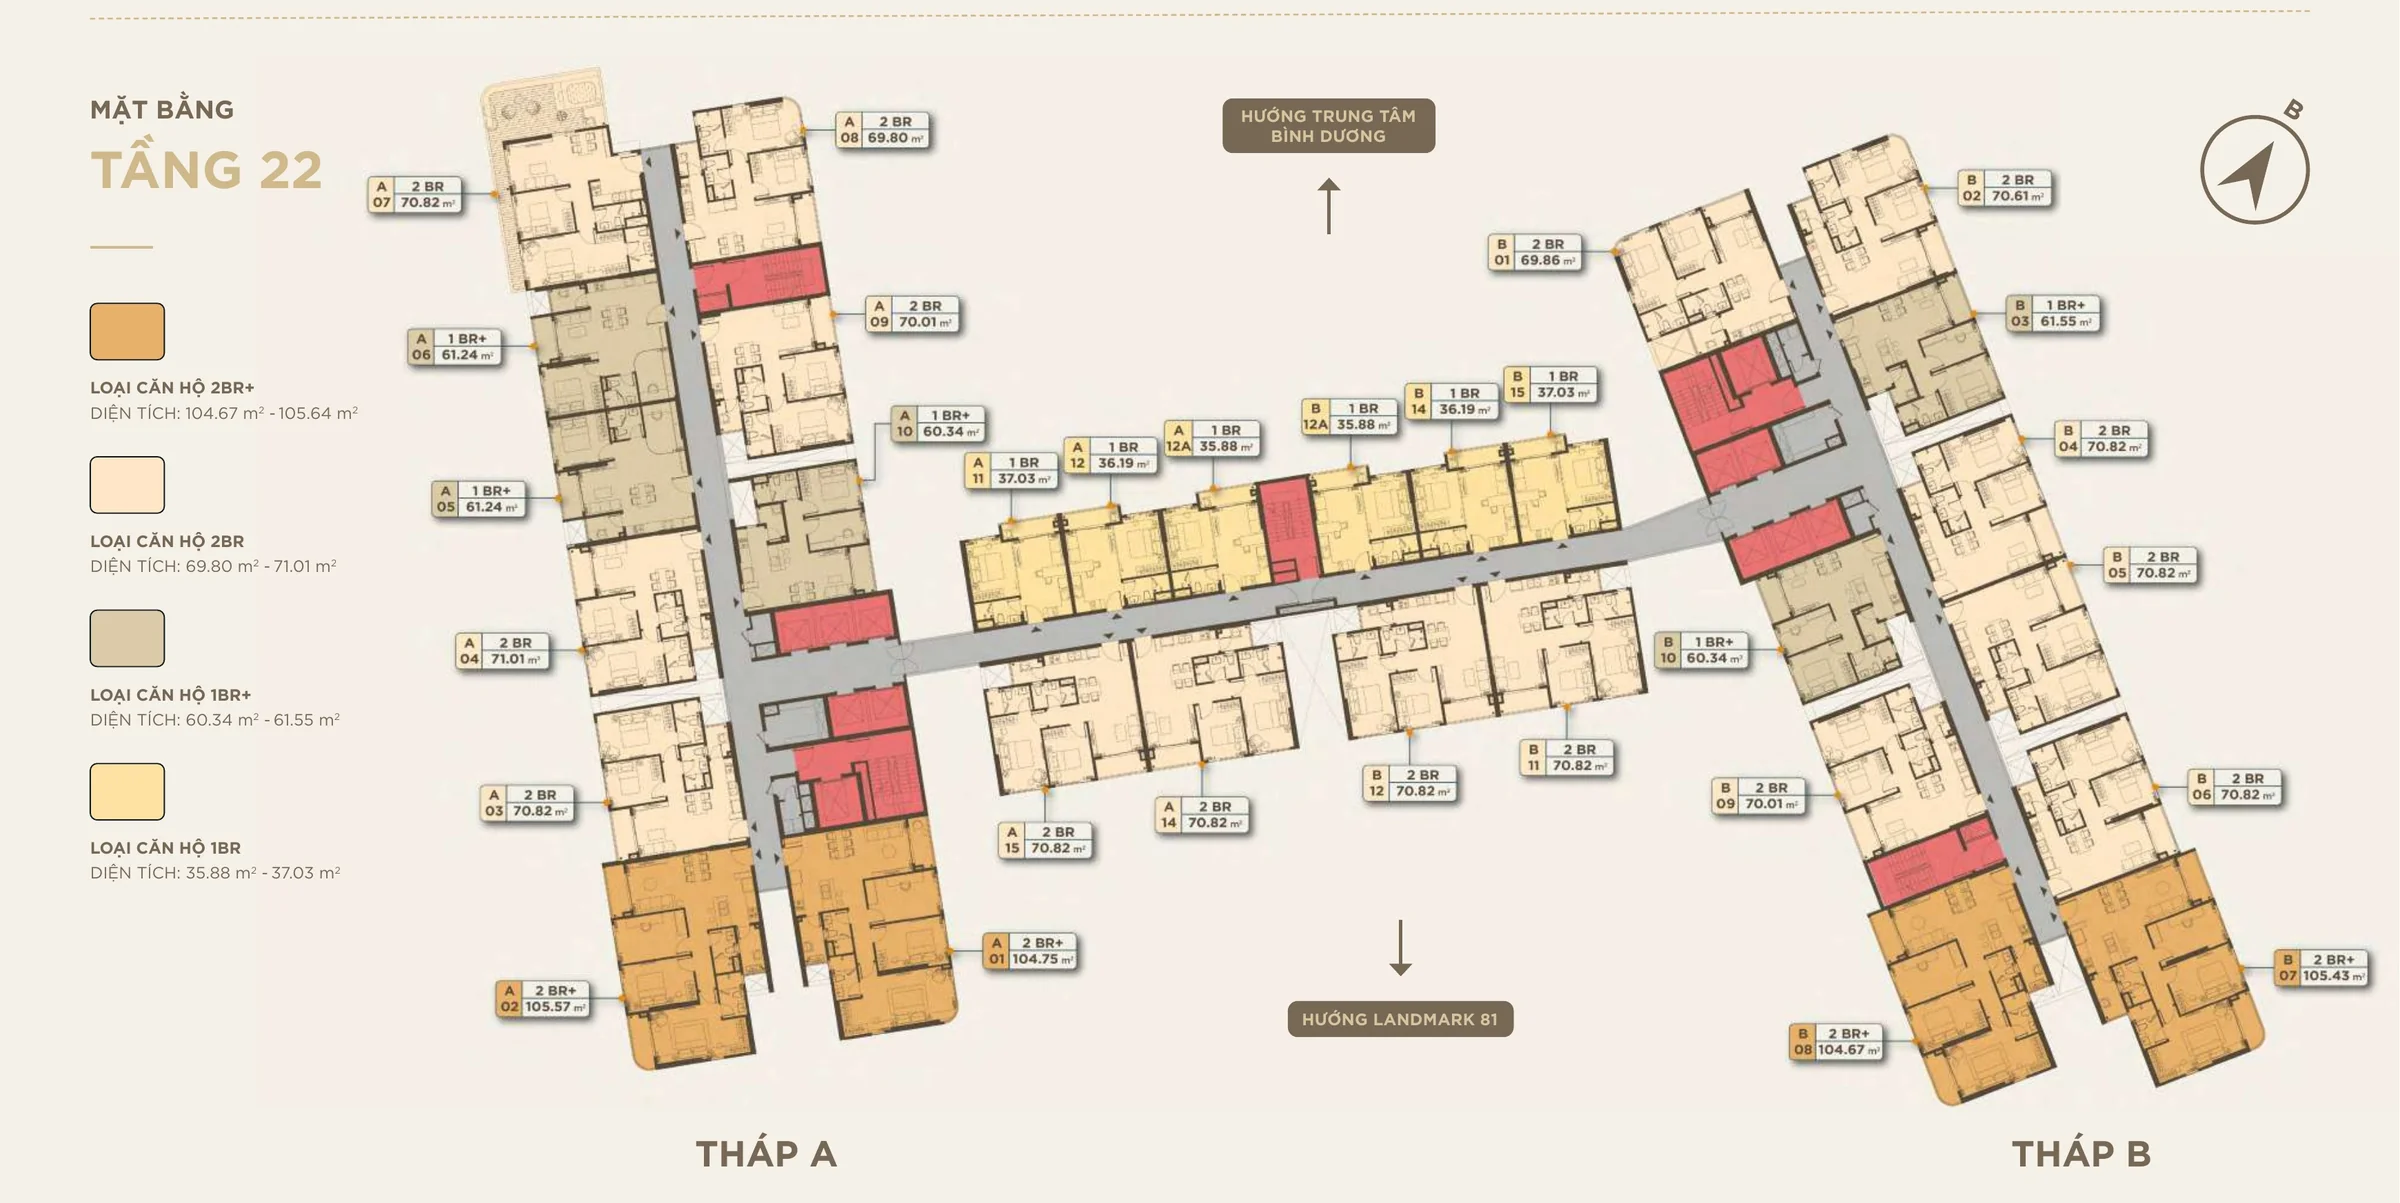 MẶT BẰNG
TẦNG 22
LOẠI CĂN HỘ 2BR+
DIỆN TÍCH: 104.67 m² - 105.64 m²
LOẠI CĂN HỘ 2BR
DIỆN TÍCH: 69.80 m² - 71.01 m²
LOẠI CĂN HỘ 1BR+
DIỆN TÍCH: 60.34 m² - 61.55 m²
LOẠI CĂN HỘ 1BR
DIỆN TÍCH: 35.88 m² - 37.03 m²
A 2 BR
07 70.82 m²
A 1 BR+
06 61.24 m²
A 1 BR+
05 61.24 m²
A 2 BR
04 71.01 m²
A 2 BR
03 70.82 m²
A 2 BR+
02 105.57 m²
A 2 BR
08 69.80 m²
A 2 BR
09 70.01 m²
A 1 BR+
10 60.34 m²
A 2 BR+
01 104.75 m²
A 1 BR
11 37.03 m²
A 1 BR
12 36.19 m²
A 1 BR
12A 35.88 m²
B 1 BR
12A 35.88 m²
B 1 BR
14 36.19 m²
B 1 BR
15 37.03 m²
A 2 BR
15 70.82 m²
A 2 BR
14 70.82 m²
B 2 BR
12 70.82 m²
B 2 BR
11 70.82 m²
HƯỚNG TRUNG TÂM
BÌNH DƯƠNG
HƯỚNG LANDMARK 81
B 2 BR
01 69.86 m²
B 1 BR+
10 60.34 m²
B 2 BR
09 70.01 m²
B 2 BR+
08 104.67 m²
B 2 BR
02 70.61 m²
B 1 BR+
03 61.55 m²
B 2 BR
04 70.82 m²
B 2 BR
05 70.82 m²
B 2 BR
06 70.82 m²
B 2 BR+
07 105.43 m²
B
THÁP A
THÁP B